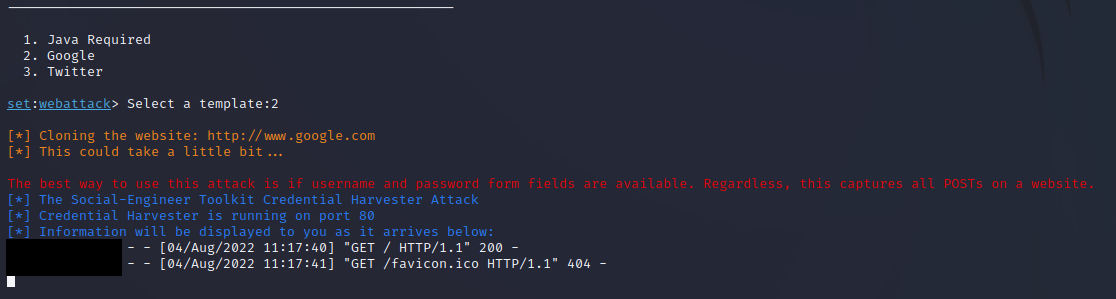 1. Java Required
2. Google
3. Twitter
set:webattack> Select a template:2
[*] Cloning the website: http://www.google.com
[*] This could take a little bit...
The best way to use this attack is if username and password form fields are available. Regardless, this captures all POSTs on a website.
[*] The Social-Engineer Toolkit Credential Harvester Attack
[*] Credential Harvester is running on port 80
[*] Information will be displayed to you as it arrives below:
- - [04/Aug/2022 11:17:40] "GET / HTTP/1.1" 200 -
- - [04/Aug/2022 11:17:41] "GET /favicon.ico HTTP/1.1" 404 -